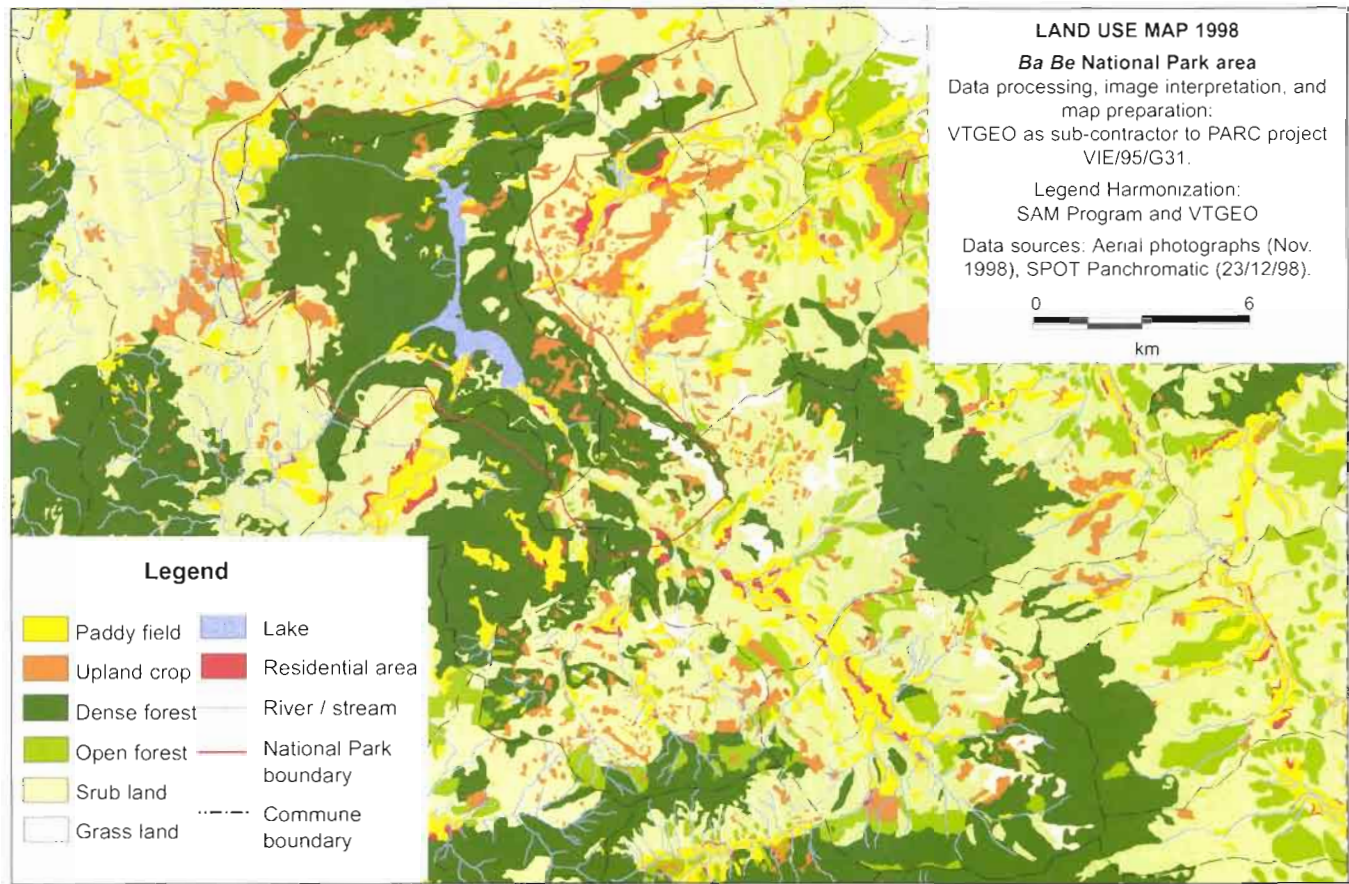 LAND USE MAP 1998
Ba Be National Park area
Data processing, image interpretation, and
map preparation:
VTGEO as sub-contractor to PARC project
VIE/95/G31.
Legend Harmonization:
SAM Program and VTGEO
Data sources: Aerial photographs (Nov.
1998), SPOT Panchromatic (23/12/98).
0 6
km
Legend
Paddy field
Upland crop
Dense forest
Open forest
Srub land
Grass land
Lake
Residential area
River / stream
National Park
boundary
Commune
boundary